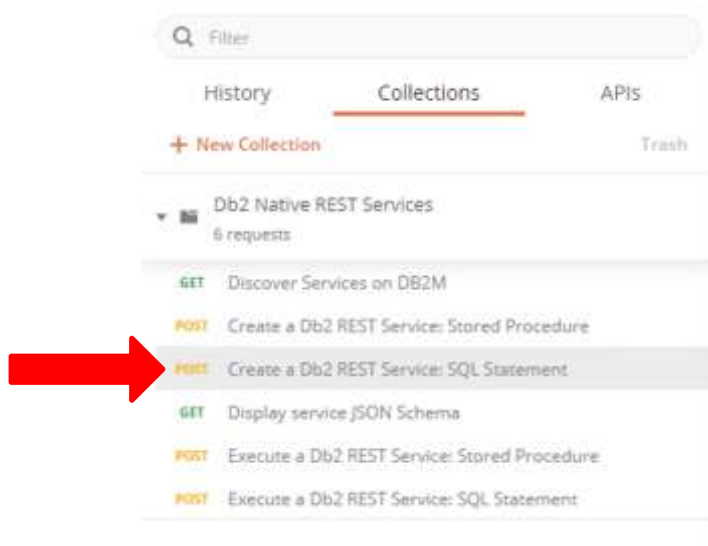 Filter
History Collections APIs
+ New Collection Trash
Db2 Native REST Services
6 requests
GET Discover Services on DB2M
POST Create a Db2 REST Service: Stored Procedure
POST Create a Db2 REST Service: SQL Statement
GET Display service JSON Schema
POST Execute a Db2 REST Service: Stored Procedure
POST Execute a Db2 REST Service: SQL Statement